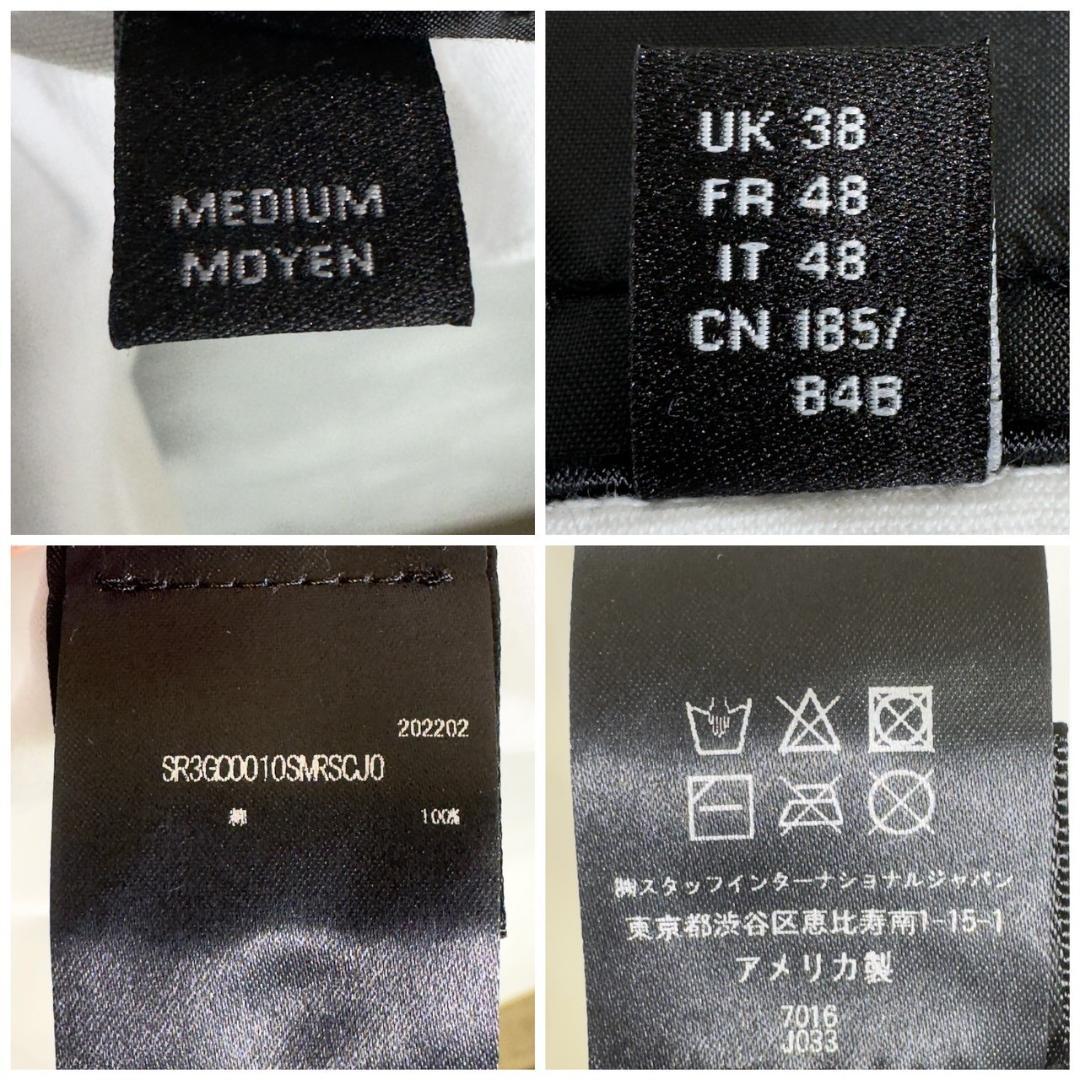 MEDIUM
MOYEN
UK 38
FR 48
IT 48
CN 185/
84B
202202
SR3GC0010SMRSCJ0
綿 100%
㈱スタッフインターナショナルジャパン
東京都渋谷区恵比寿南1-15-1
アメリカ製
7016
J033